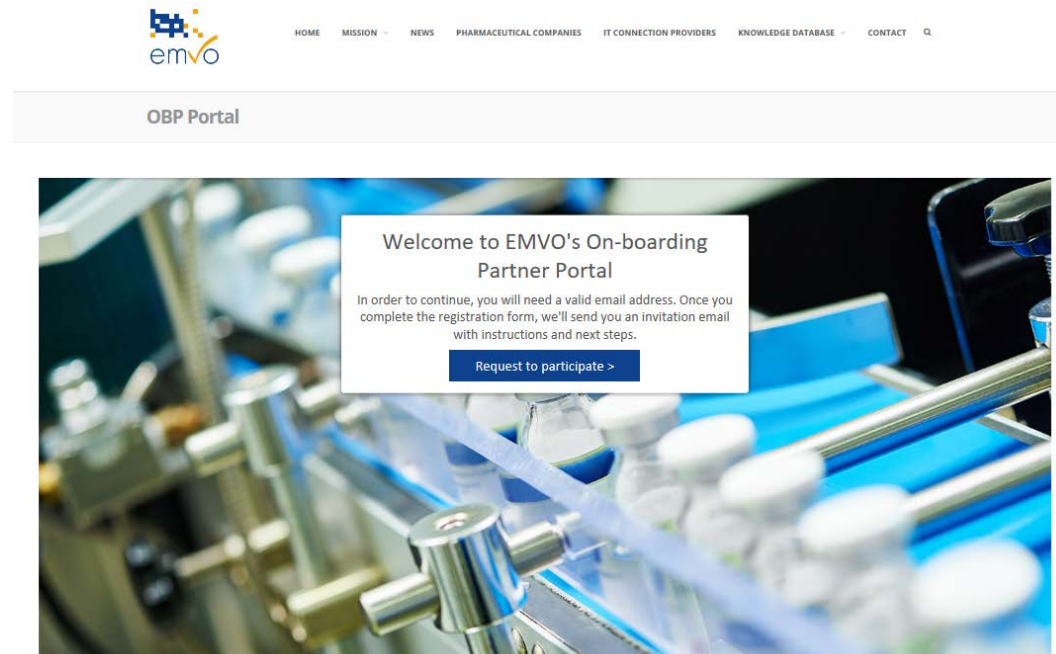 emvo
HOME MISSION NEWS PHARMACEUTICAL COMPANIES IT CONNECTION PROVIDERS KNOWLEDGE DATABASE CONTACT
OBP Portal
Welcome to EMVO's On-boarding
Partner Portal
In order to continue, you will need a valid email address. Once you
complete the registration form, we'll send you an invitation email
with instructions and next steps.
Request to participate >